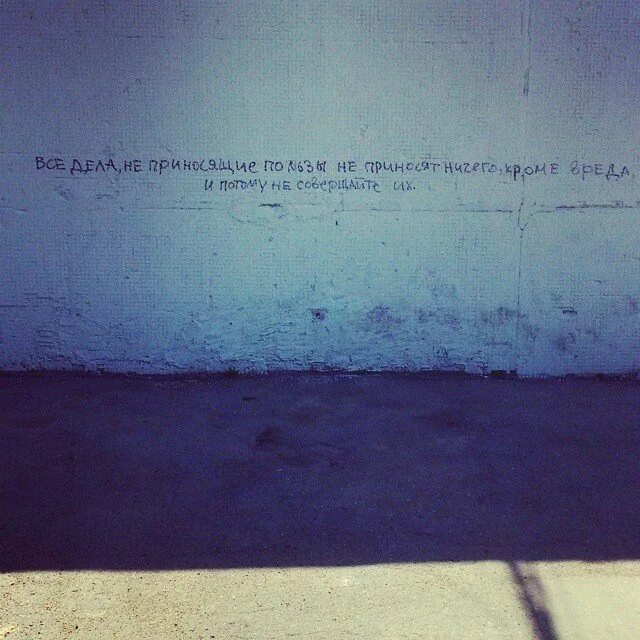 ВСЕ ДЕЛА, НЕ ПРИНОСЯЩИЕ ПОЛЬЗЫ НЕ ПРИНОСЯТ НИЧЕГО, КРОМЕ ВРЕДА,
И ПОТОМУ НЕ СОВЕРШАЙТЕ ИХ.